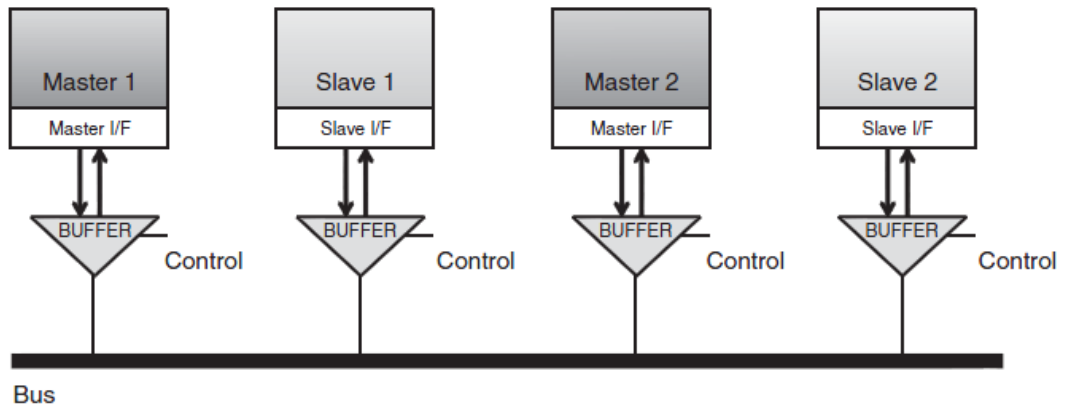 Master 1
Slave 1
Master 2
Slave 2
Master I/F
Slave I/F
Master I/F
Slave I/F
BUFFER
BUFFER
BUFFER
BUFFER
Control
Control
Control
Control
Bus